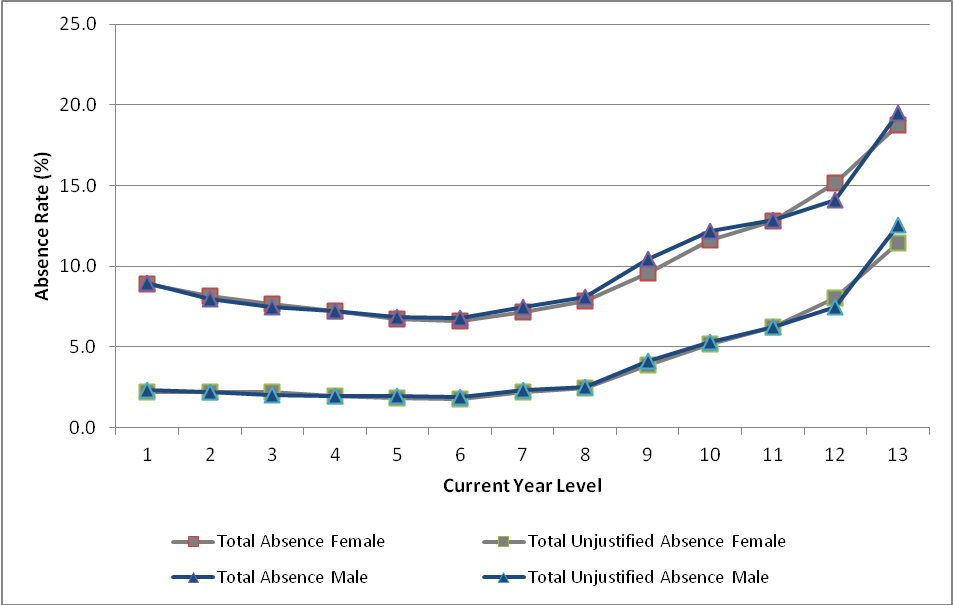 25.0
20.0
15.0
10.0
5.0
0.0
Absence Rate (%)
1 2 3 4 5 6 7 8 9 10 11 12 13
Current Year Level
Total Absence Female
Total Unjustified Absence Female
Total Absence Male
Total Unjustified Absence Male